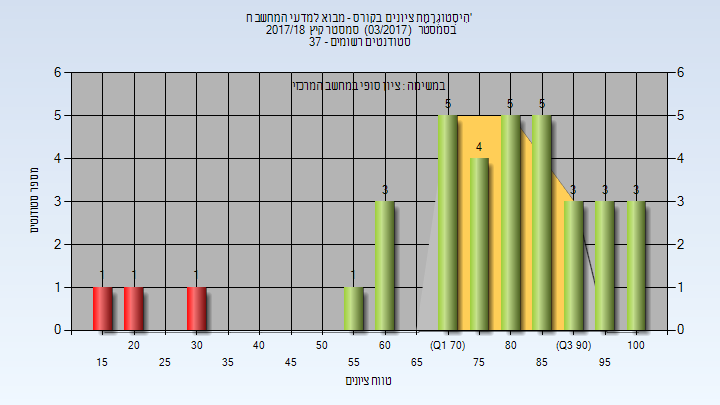 היסטוגרמת ציונים בקורס - מבוא למדעי המחשב ח'
בסמסטר (03/2017) סמסטר קיץ 2017/18
סטודנטים רשומים - 37
במשימה : ציון סופי במחשב המרכזי
מספר סטודנטים
6 6
5 5
4 4
3 3
2 2
1 1
0 0
1 1 1 1 3 5 4 5 5 3 3 3
20 30 40 50 60 (Q1 70) 80 (Q3 90) 100
15 25 35 45 55 65 75 85 95
טווח ציונים